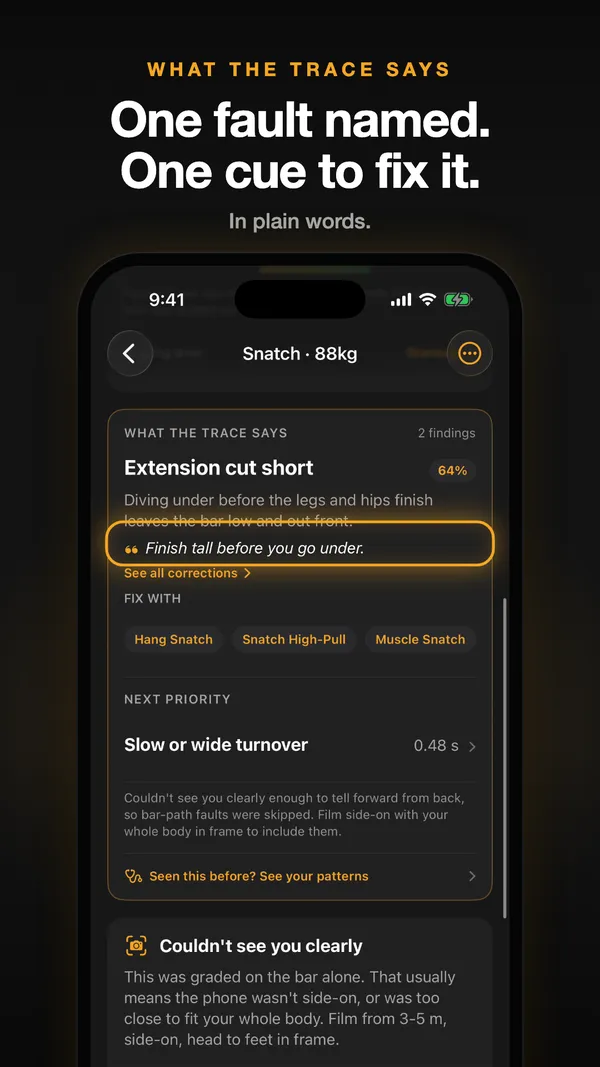 WHAT THE TRACE SAYS
One fault named.
One cue to fix it.
In plain words.
9:41
Snatch · 88kg
WHAT THE TRACE SAYS 2 findings
Extension cut short 64%
Diving under before the legs and hips finish
leaves the bar low and out front.
“ Finish tall before you go under.
See all corrections >
FIX WITH
Hang Snatch Snatch High-Pull Muscle Snatch
NEXT PRIORITY
Slow or wide turnover 0.48 s >
Couldn't see you clearly enough to tell forward from back,
so bar-path faults were skipped. Film side-on with your
whole body in frame to include them.
Seen this before? See your patterns >
Couldn't see you clearly
This was graded on the bar alone. That usually
means the phone wasn't side-on, or was too
close to fit your whole body. Film from 3-5 m,
side-on, head to feet in frame.